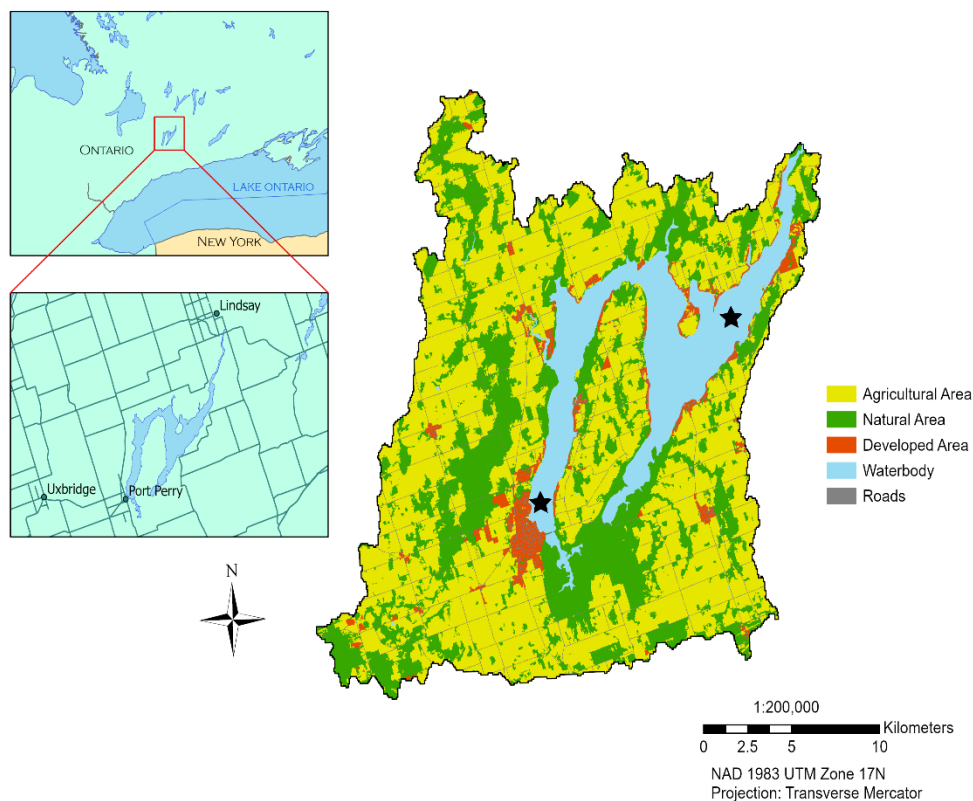 ONTARIO
LAKE ONTARIO
NEW YORK
Lindsay
Uxbridge
Port Perry
N
Agricultural Area
Natural Area
Developed Area
Waterbody
Roads
1:200,000
Kilometers
0 2.5 5 10
NAD 1983 UTM Zone 17N
Projection: Transverse Mercator